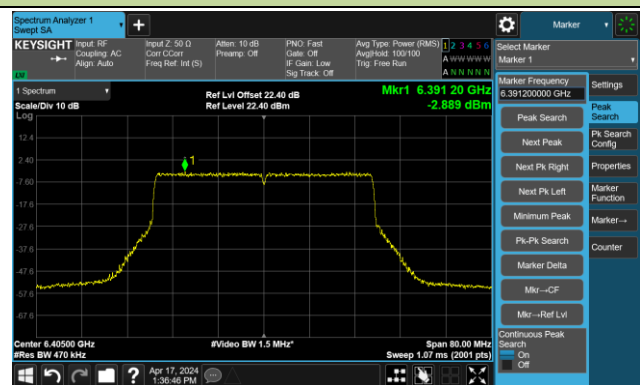 Spectrum Analyzer 1
Swept SA
Marker
KEYSIGHT
Input: RF
Coupling: AC
Align: Auto
Input Z: 50 Ω
Corr CCorr
Freq Ref: Int (S)
Atten: 10 dB
Preamp: Off
PNO: Fast
Gate: Off
IF Gain: Low
Sig Track: Off
Avg Type: Power (RMS)
Avg|Hold: 100/100
Trig: Free Run
1 2 3 4 5 6
A W W W W W
A N N N N N
LW
Select Marker
Marker 1
1 Spectrum
Scale/Div 10 dB
Ref Lvl Offset 22.40 dB
Ref Level 22.40 dBm
Mkr1 6.391 20 GHz
-2.889 dBm
Log
12.4
2.40
-7.60
-17.6
-27.6
-37.6
-47.6
-57.6
-67.6
1
Center 6.40500 GHz
#Res BW 470 kHz
#Video BW 1.5 MHz*
Span 80.00 MHz
Sweep 1.07 ms (2001 pts)
Marker Frequency
6.391200000 GHz
Peak Search
Next Peak
Next Pk Right
Next Pk Left
Minimum Peak
Pk-Pk Search
Marker Delta
Mkr→CF
Mkr→Ref Lvl
Continuous Peak
Search
On
Off
Settings
Peak
Search
Pk Search
Config
Properties
Marker
Function
Marker→
Counter
Apr 17, 2024
1:36:46 PM